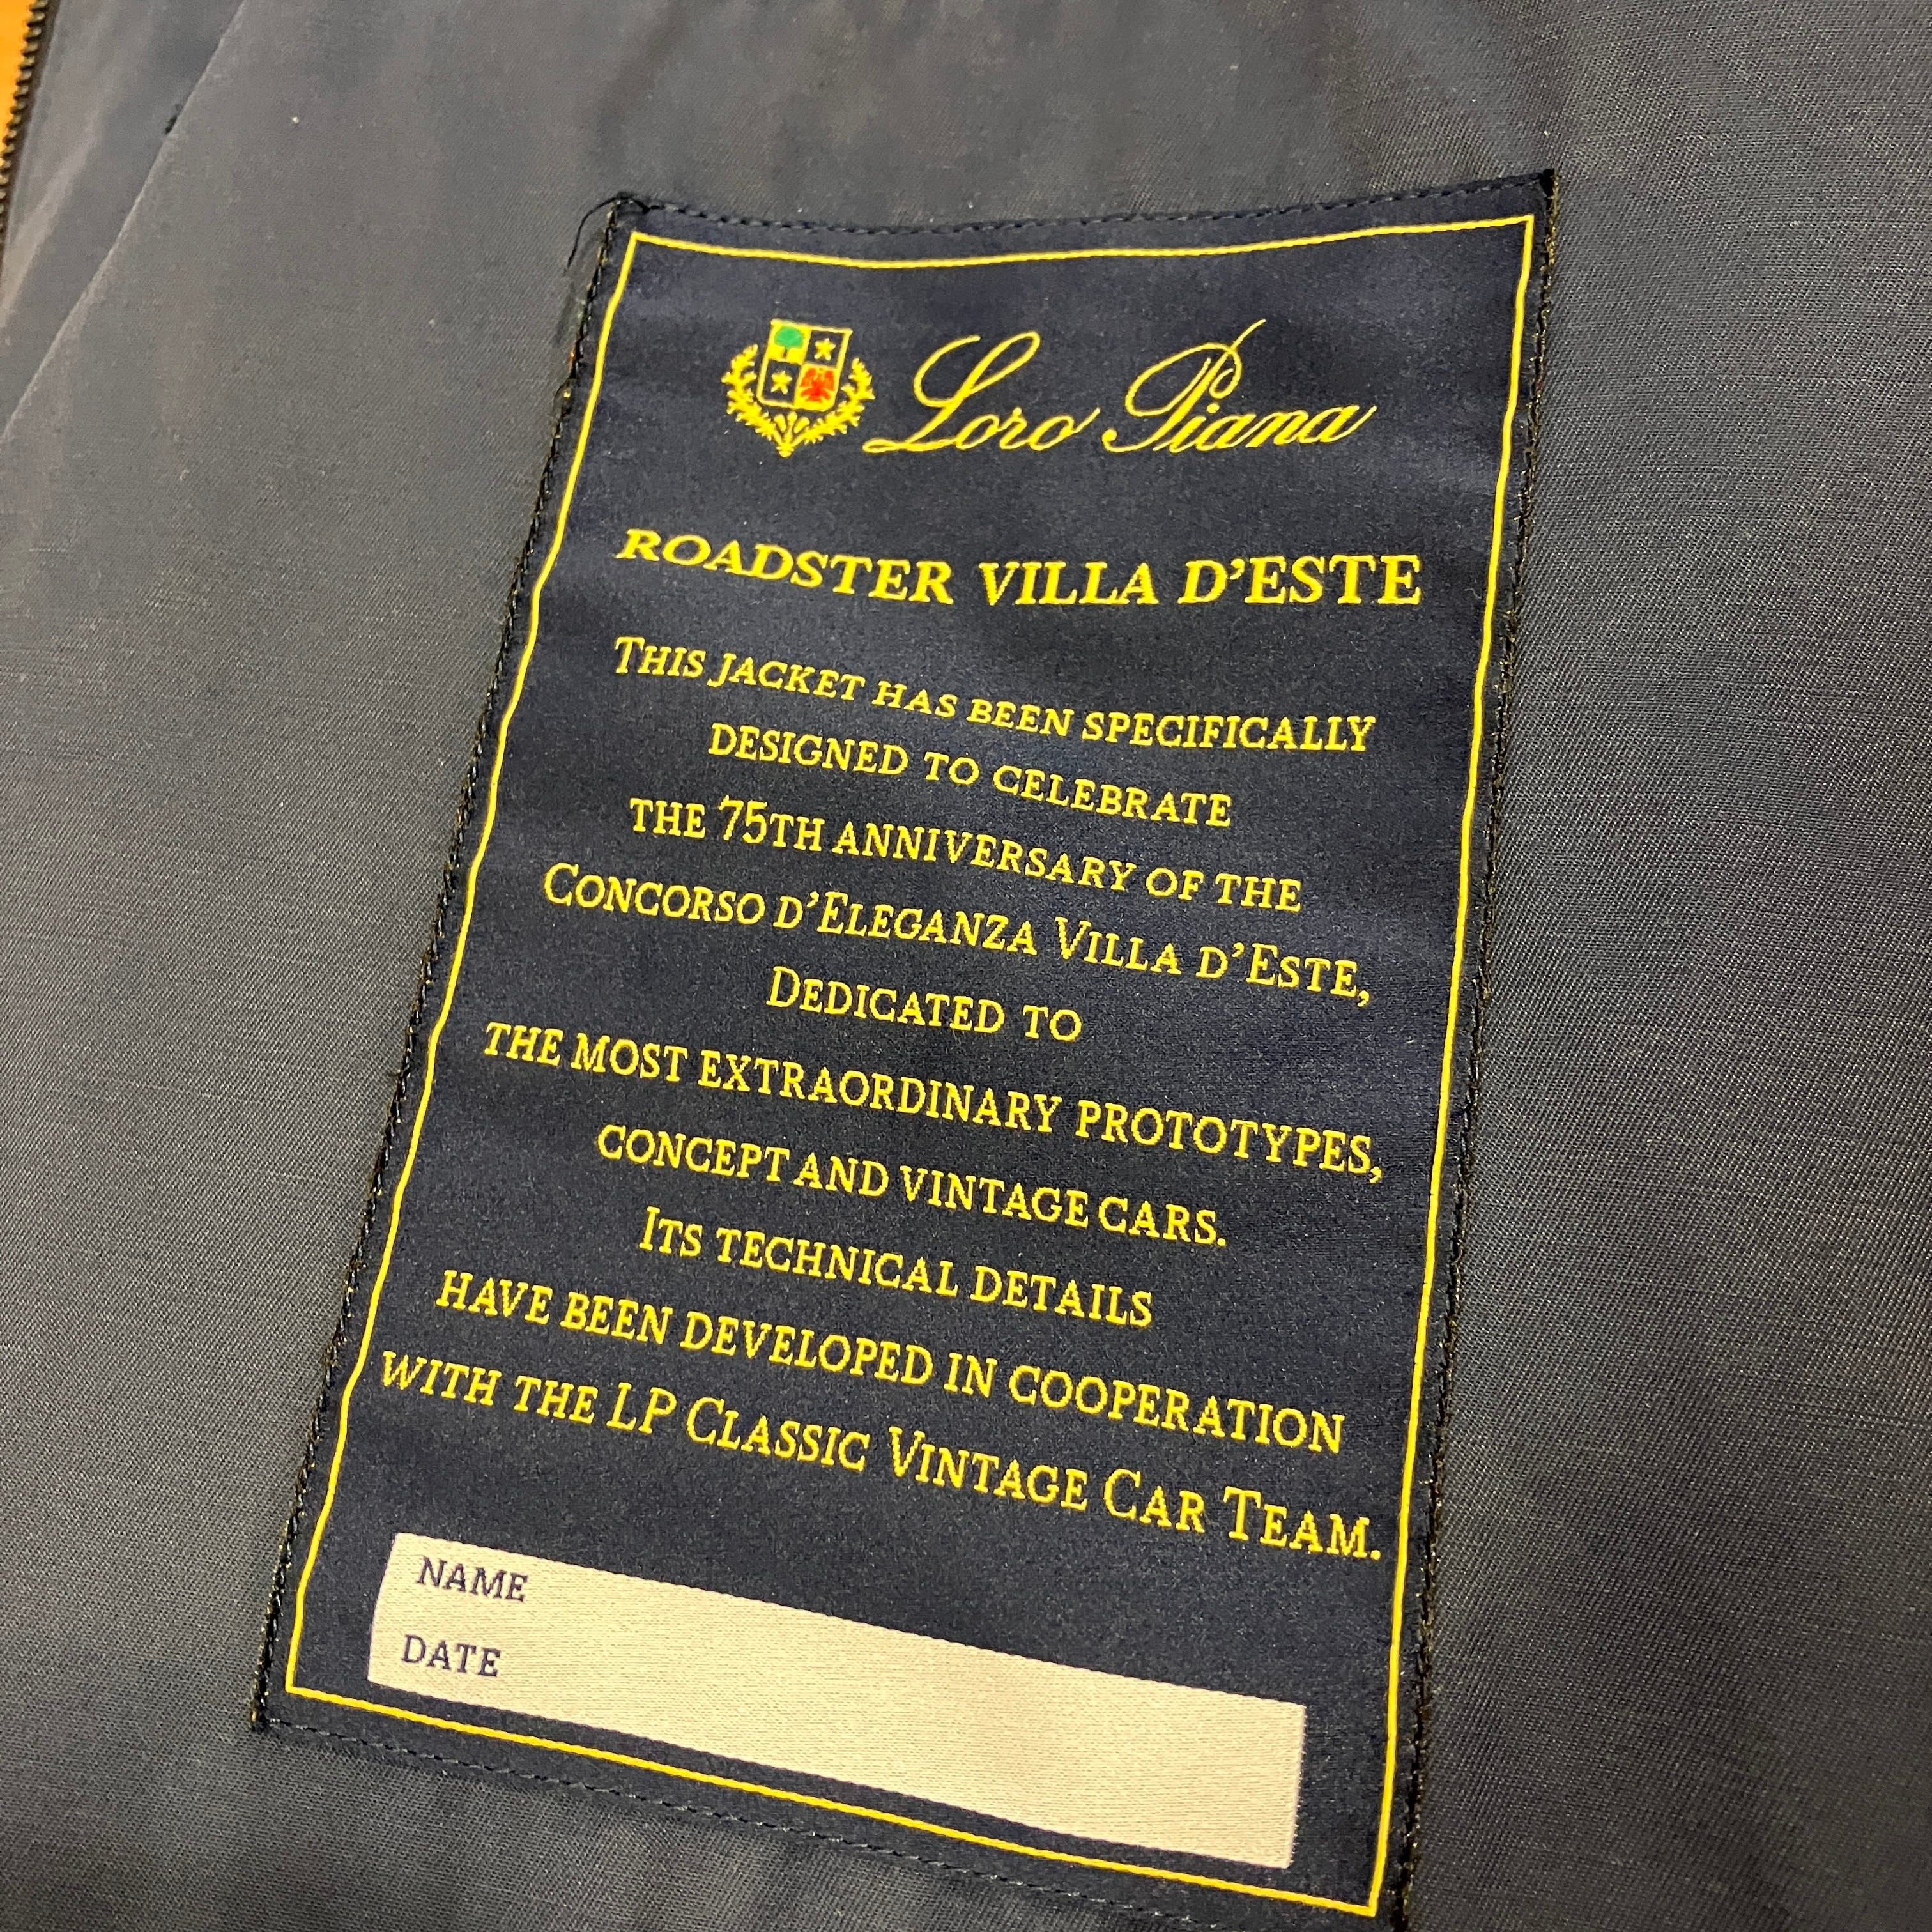 Loro Piana
ROADSTER VILLA D'ESTE
THIS JACKET HAS BEEN SPECIFICALLY
DESIGNED TO CELEBRATE
THE 75TH ANNIVERSARY OF THE
CONCORSO D'ELEGANZA VILLA D'ESTE,
DEDICATED TO
THE MOST EXTRAORDINARY PROTOTYPES,
CONCEPT AND VINTAGE CARS.
ITS TECHNICAL DETAILS
HAVE BEEN DEVELOPED IN COOPERATION
WITH THE LP CLASSIC VINTAGE CAR TEAM.
NAME
DATE